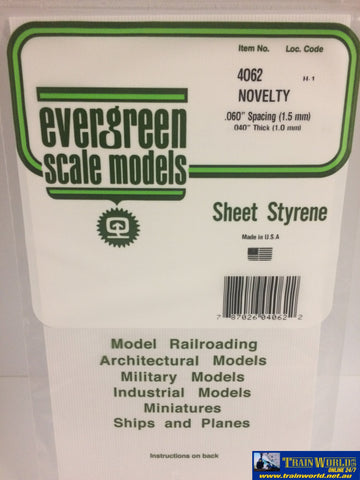 Item No. Loc. Code
4062 H-1
NOVELTY
.060" Spacing (1.5 mm)
.040" Thick (1.0 mm)
evergreen
scale models
Sheet Styrene
Made in U.S.A
7 87026 04062 2
Model Railroading
Architectural Models
Military Models
Industrial Models
Miniatures
Ships and Planes
Instructions on back
TRAINWORLD
ONLINE 24/7
www.trainworld.net.au